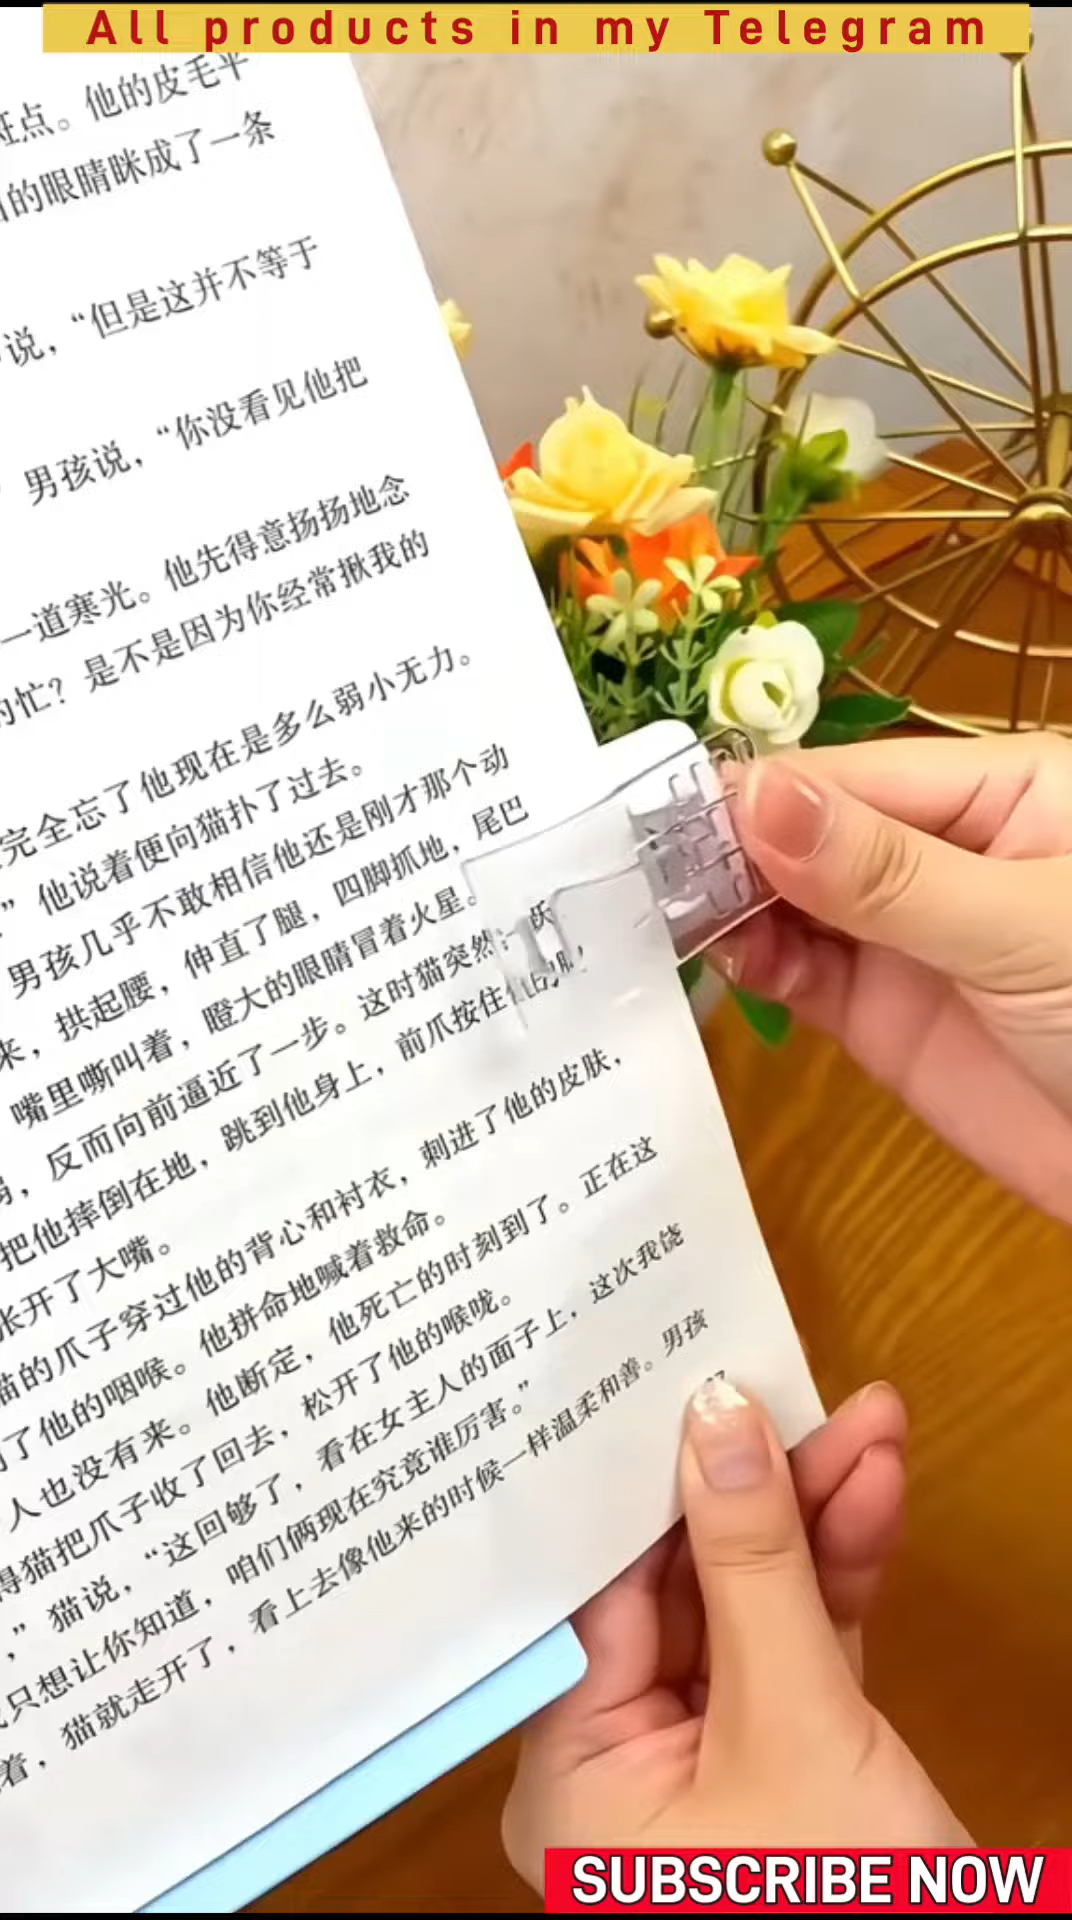 All products in my Telegram
斑点。他的皮毛平
的眼睛眯成了一条
说，“但是这并不等于
男孩说，“你没看见他把
一道寒光。他先得意扬扬地念
的忙？是不是因为你经常揪我的
完全忘了他现在是多么弱小无力。
”他说着便向猫扑了过去。
男孩几乎不敢相信他还是刚才那个动
来，拱起腰，伸直了腿，四脚抓地，尾巴
嘴里嘶叫着，瞪大的眼睛冒着火星。
，反而向前逼近了一步。这时猫突然
把他摔倒在地，跳到他身上，前爪按住
张开了大嘴。
猫的爪子穿过他的背心和衬衣，刺进了他的皮肤，
了他的咽喉。他拼命地喊着救命。
人也没有来。他断定，他死亡的时刻到了。正在这
得猫把爪子收了回去，松开了他的喉咙。
，”猫说，“这回够了，看在女主人的面子上，这次我饶
只想让你知道，咱们俩现在究竟谁厉害。”
着，猫就走开了，看上去像他来的时候一样温柔和善。男孩
SUBSCRIBE NOW